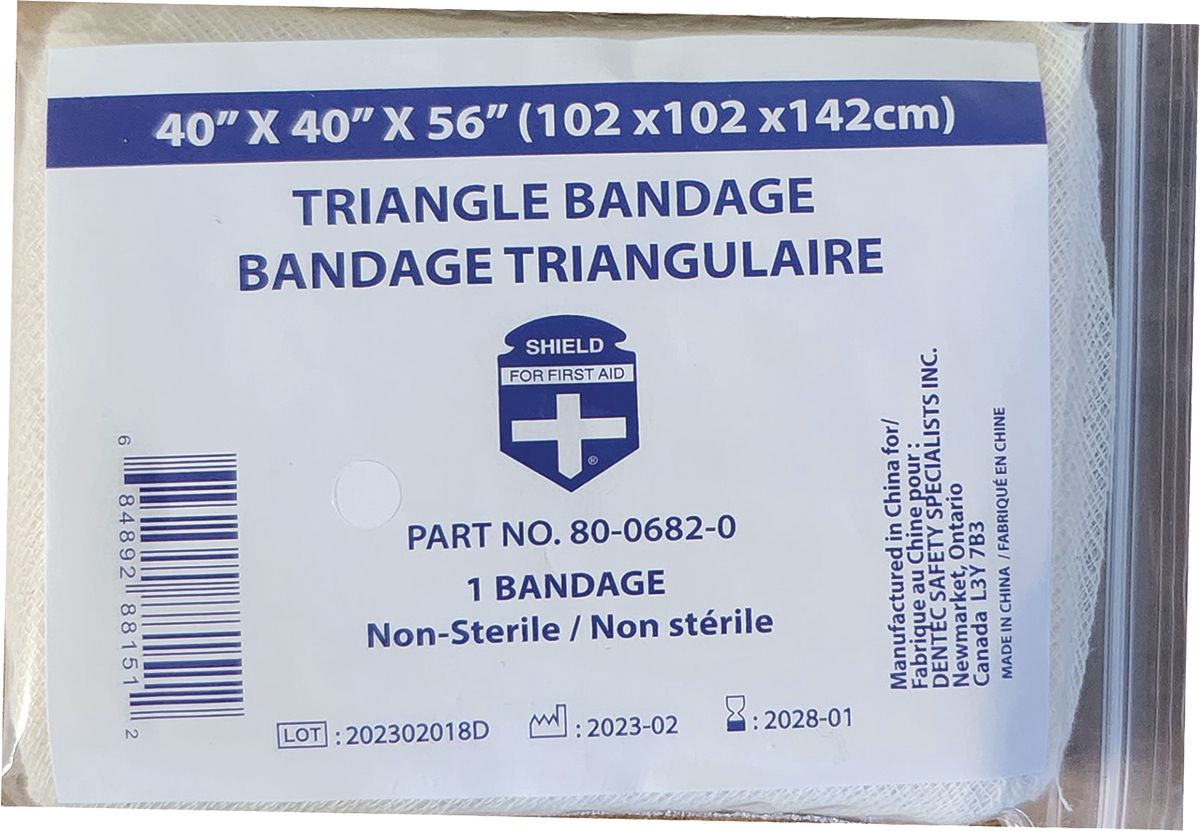 40” X 40” X 56” (102 x102 x142cm)
TRIANGLE BANDAGE
BANDAGE TRIANGULAIRE
SHIELD
FOR FIRST AID
®
PART NO. 80-0682-0
1 BANDAGE
Non-Sterile / Non stérile
LOT : 202302018D : 2023-02 : 2028-01
6 84892 88151 2
Manufactured in China for/
Fabrique au Chine pour :
DENTEC SAFETY SPECIALISTS INC.
Newmarket, Ontario
Canada L3Y 7B3
MADE IN CHINA / FABRIQUÉ EN CHINE